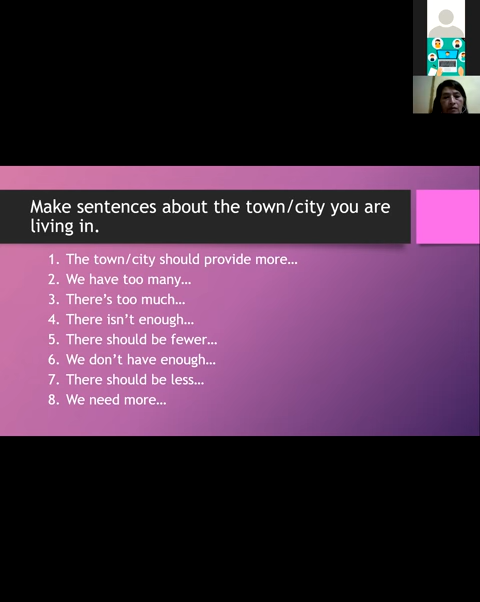 Make sentences about the town/city you are
living in.
1. The town/city should provide more…
2. We have too many…
3. There's too much…
4. There isn't enough…
5. There should be fewer…
6. We don't have enough…
7. There should be less…
8. We need more…